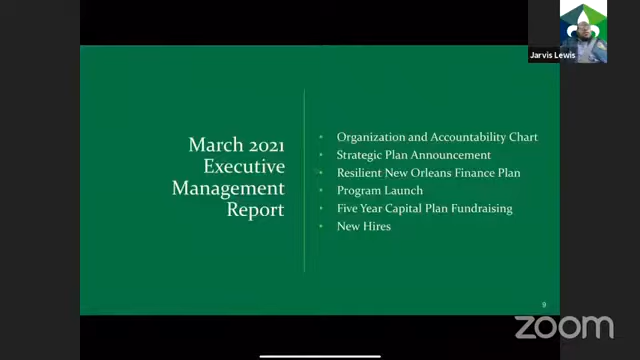 Jarvis Lewis
March 2021
Executive
Management
Report
Organization and Accountability Chart
Strategic Plan Announcement
Resilient New Orleans Finance Plan
Program Launch
Five Year Capital Plan Fundraising
New Hires
9
zoom